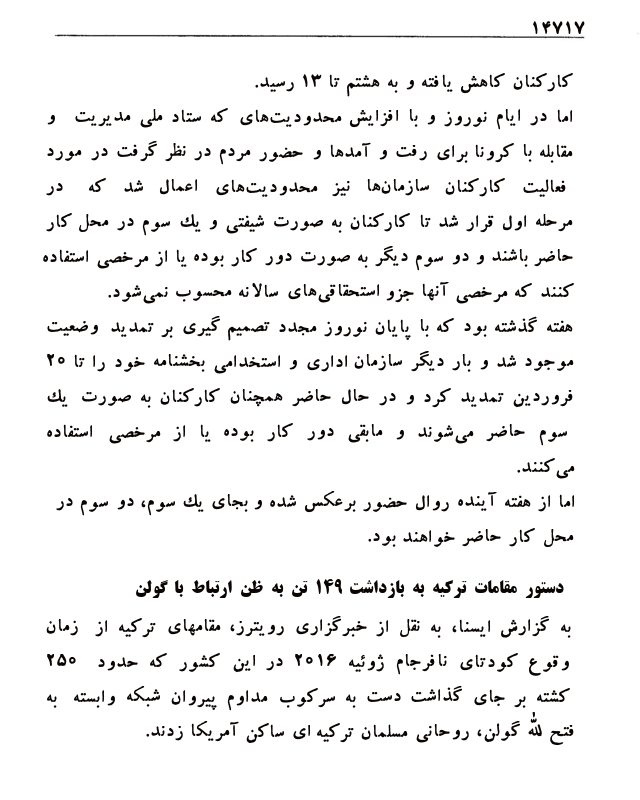 ۱۴۷۱۷
کارکنان کاهش یافته و به هشتم تا ۱۳ رسید.
اما در ایام نوروز و با افزایش محدودیت‌های که ستاد ملی مدیریت و
مقابله با کرونا برای رفت و آمدها و حضور مردم در نظر گرفت در مورد
فعالیت کارکنان سازمان‌ها نیز محدودیت‌های اعمال شد که در
مرحله اول قرار شد تا کارکنان به صورت شیفتی و یك سوم در محل کار
حاضر باشند و دو سوم دیگر به صورت دور کار بوده یا از مرخصی استفاده
کنند که مرخصی آنها جزو استحقاقی‌های سالانه محسوب نمی‌شود.
هفته گذشته بود که با پایان نوروز مجدد تصمیم گیری بر تمدید وضعیت
موجود شد و بار دیگر سازمان اداری و استخدامی بخشنامه خود را تا ۲۰
فروردین تمدید کرد و در حال حاضر همچنان کارکنان به صورت یك
سوم حاضر می‌شوند و مابقی دور کار بوده یا از مرخصی استفاده
می‌کنند.
اما از هفته آینده روال حضور برعکس شده و بجای یك سوم، دو سوم در
محل کار حاضر خواهند بود.
دستور مقامات ترکیه به بازداشت ۱۴۹ تن به ظن ارتباط با گولن
به گزارش ایسنا، به نقل از خبرگزاری رویترز، مقامهای ترکیه از زمان
وقوع کودتای نافرجام ژوئیه ۲۰۱۶ در این کشور که حدود ۲۵۰
کشته بر جای گذاشت دست به سرکوب مداوم پیروان شبکه وابسته به
فتح الله گولن، روحانی مسلمان ترکیه ای ساکن آمریکا زدند.